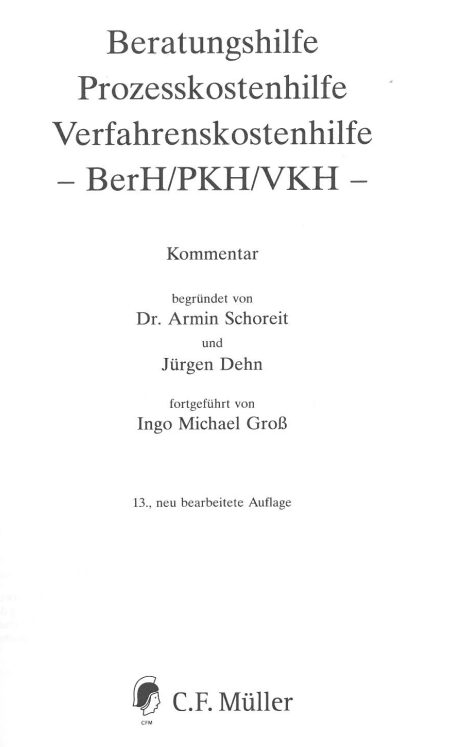 Beratungshilfe
Prozesskostenhilfe
Verfahrenskostenhilfe
– BerH/PKH/VKH –
Kommentar
begründet von
Dr. Armin Schoreit
und
Jürgen Dehn
fortgeführt von
Ingo Michael Groß
13., neu bearbeitete Auflage
C.F. Müller
CFM